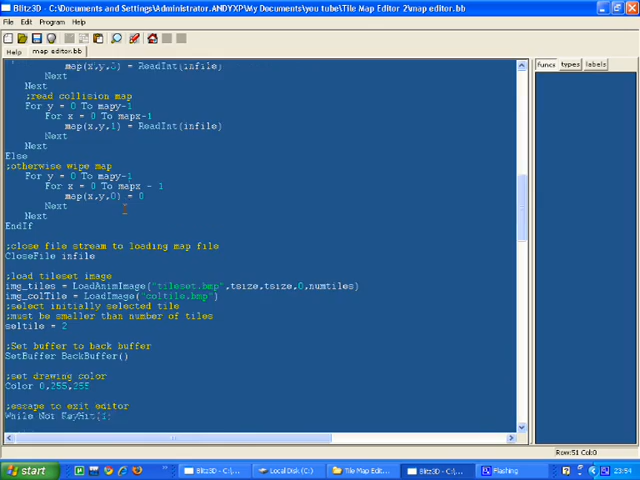 Blitz3D - C:\Documents and Settings\Administrator.ANDYXP\My Documents\you tube\Tile Map Editor 2\map editor.bb
File Edit Program Help
Help map editor.bb
map(x,y,0) = ReadInt(infile)
Next
Next
;read collision map
For y = 0 To mapy-1
For x = 0 To mapx-1
map(x,y,1) = ReadInt(infile)
Next
Next
Else
;otherwise wipe map
For y = 0 To mapy-1
For x = 0 To mapx - 1
map(x,y,0) = 0
Next
Next
EndIf
;close file stream to loading map file
CloseFile infile
;load tileset image
img_tiles = LoadAnimImage("tileset.bmp",tsize,tsize,0,numtiles)
img_colTile = LoadImage("coltile.bmp")
;select initially selected tile
;must be smaller than number of tiles
seltile = 2
;Set buffer to back buffer
SetBuffer BackBuffer()
;set drawing color
Color 0,255,255
;escape to exit editor
While Not KeyHit(1)
funcs types labels
Row:51 Col:0
start Blitz3D - C:\... Local Disk (C:) Tile Map Edit... Blitz3D - C:\... Flashing 23:54